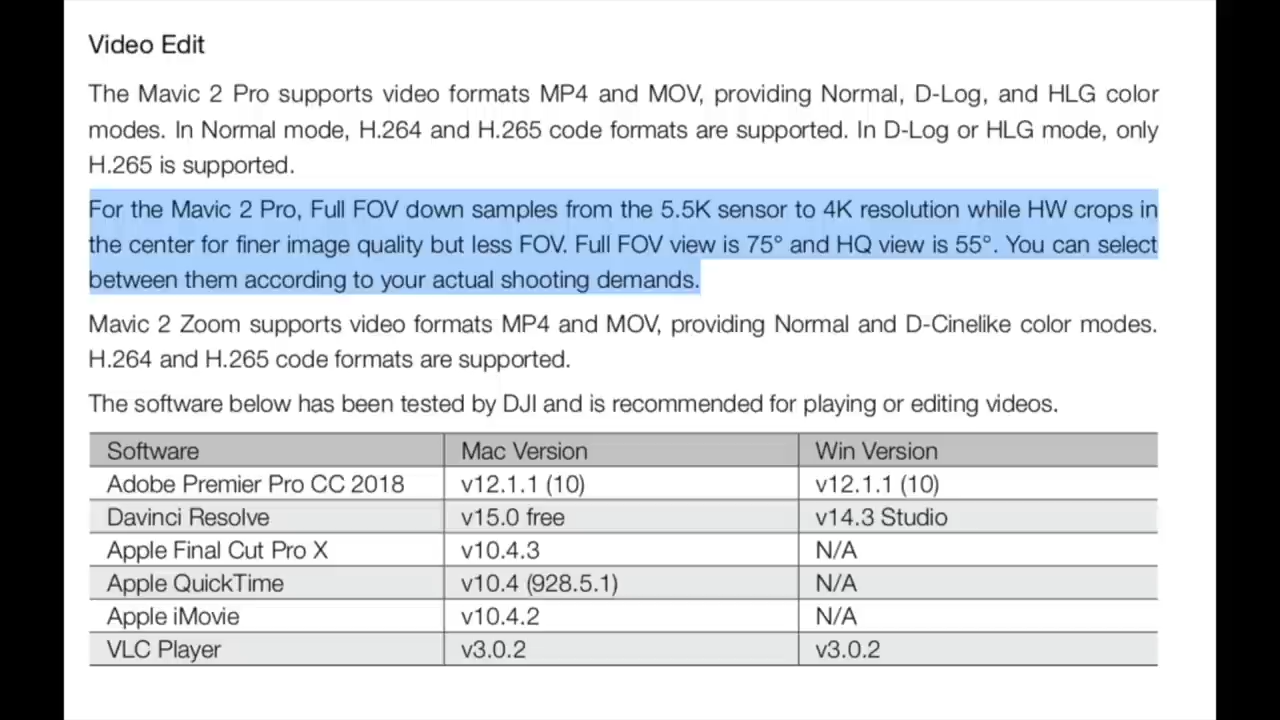 Video Edit
The Mavic 2 Pro supports video formats MP4 and MOV, providing Normal, D-Log, and HLG color
modes. In Normal mode, H.264 and H.265 code formats are supported. In D-Log or HLG mode, only
H.265 is supported.
For the Mavic 2 Pro, Full FOV down samples from the 5.5K sensor to 4K resolution while HW crops in
the center for finer image quality but less FOV. Full FOV view is 75° and HQ view is 55°. You can select
between them according to your actual shooting demands.
Mavic 2 Zoom supports video formats MP4 and MOV, providing Normal and D-Cinelike color modes.
H.264 and H.265 code formats are supported.
The software below has been tested by DJI and is recommended for playing or editing videos.
Software Mac Version Win Version
Adobe Premier Pro CC 2018 v12.1.1 (10) v12.1.1 (10)
Davinci Resolve v15.0 free v14.3 Studio
Apple Final Cut Pro X v10.4.3 N/A
Apple QuickTime v10.4 (928.5.1) N/A
Apple iMovie v10.4.2 N/A
VLC Player v3.0.2 v3.0.2